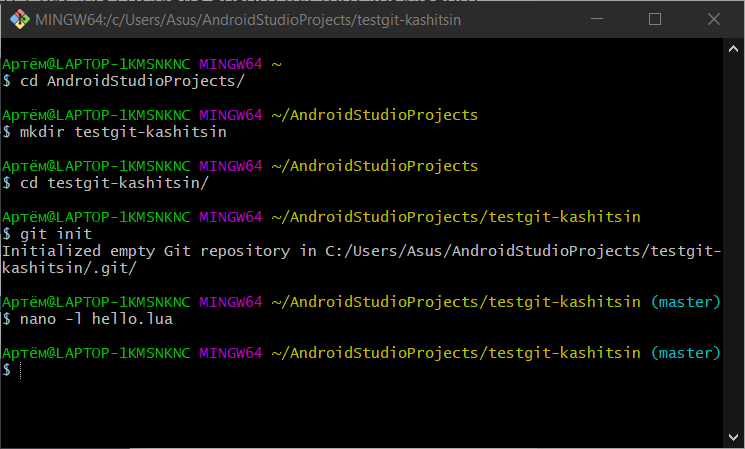 MINGW64:/c/Users/Asus/AndroidStudioProjects/testgit-kashitsin
Артём@LAPTOP-1KMSNKNC MINGW64 ~
$ cd AndroidStudioProjects/
Артём@LAPTOP-1KMSNKNC MINGW64 ~/AndroidStudioProjects
$ mkdir testgit-kashitsin
Артём@LAPTOP-1KMSNKNC MINGW64 ~/AndroidStudioProjects
$ cd testgit-kashitsin/
Артём@LAPTOP-1KMSNKNC MINGW64 ~/AndroidStudioProjects/testgit-kashitsin
$ git init
Initialized empty Git repository in C:/Users/Asus/AndroidStudioProjects/testgit-
kashitsin/.git/
Артём@LAPTOP-1KMSNKNC MINGW64 ~/AndroidStudioProjects/testgit-kashitsin (master)
$ nano -l hello.lua
Артём@LAPTOP-1KMSNKNC MINGW64 ~/AndroidStudioProjects/testgit-kashitsin (master)
$